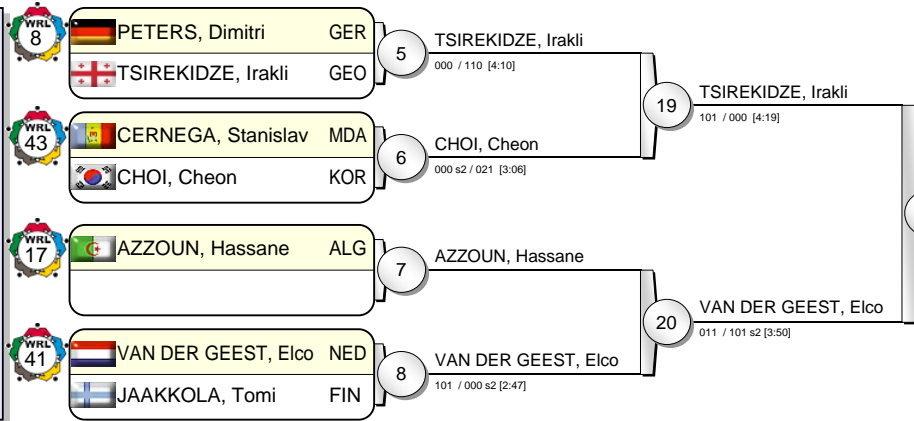 WRL
8
PETERS, Dimitri GER
TSIREKIDZE, Irakli GEO
5
TSIREKIDZE, Irakli
000 / 110 [4:10]
WRL
43
CERNEGA, Stanislav MDA
CHOI, Cheon KOR
6
CHOI, Cheon
000 s2 / 021 [3:06]
19
TSIREKIDZE, Irakli
101 / 000 [4:19]
WRL
17
AZZOUN, Hassane ALG
7
AZZOUN, Hassane
WRL
41
VAN DER GEEST, Elco NED
JAAKKOLA, Tomi FIN
8
VAN DER GEEST, Elco
101 / 000 s2 [2:47]
20
VAN DER GEEST, Elco
011 / 101 s2 [3:50]